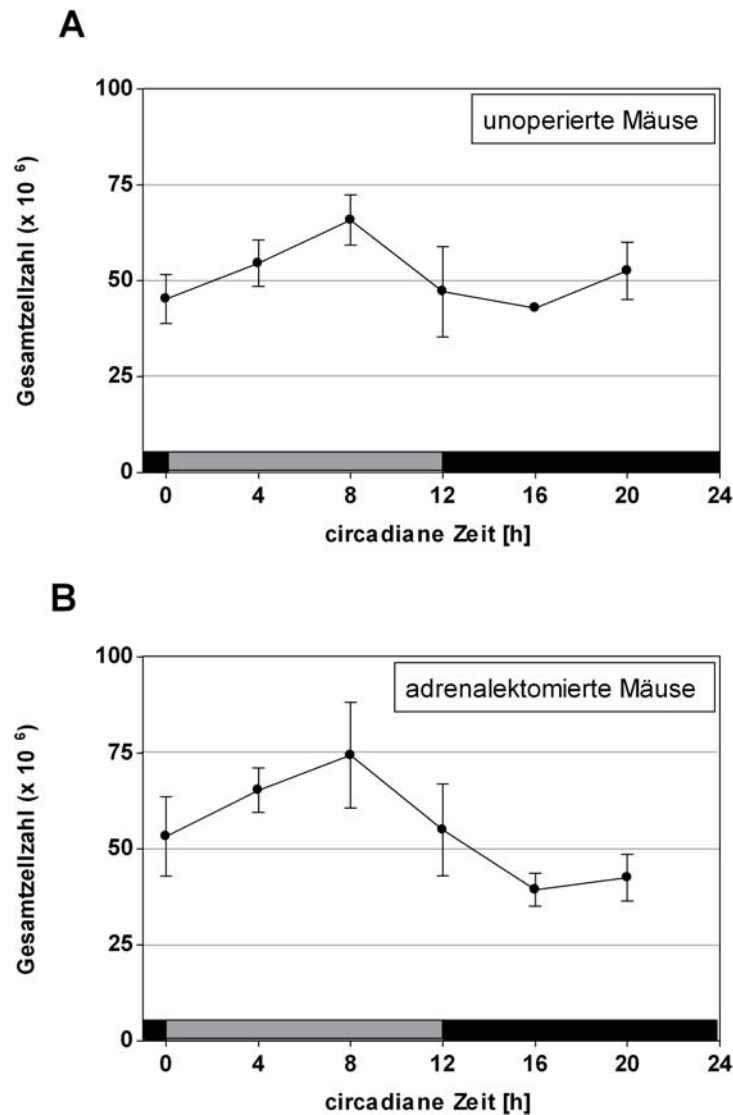 A
unoperierte Mäuse
Gesamtzellzahl (x 10 ⁶)
100
75
50
25
0
0 4 8 12 16 20 24
circadiane Zeit [h]
B
adrenalektomierte Mäuse
Gesamtzellzahl (x 10 ⁶)
100
75
50
25
0
0 4 8 12 16 20 24
circadiane Zeit [h]